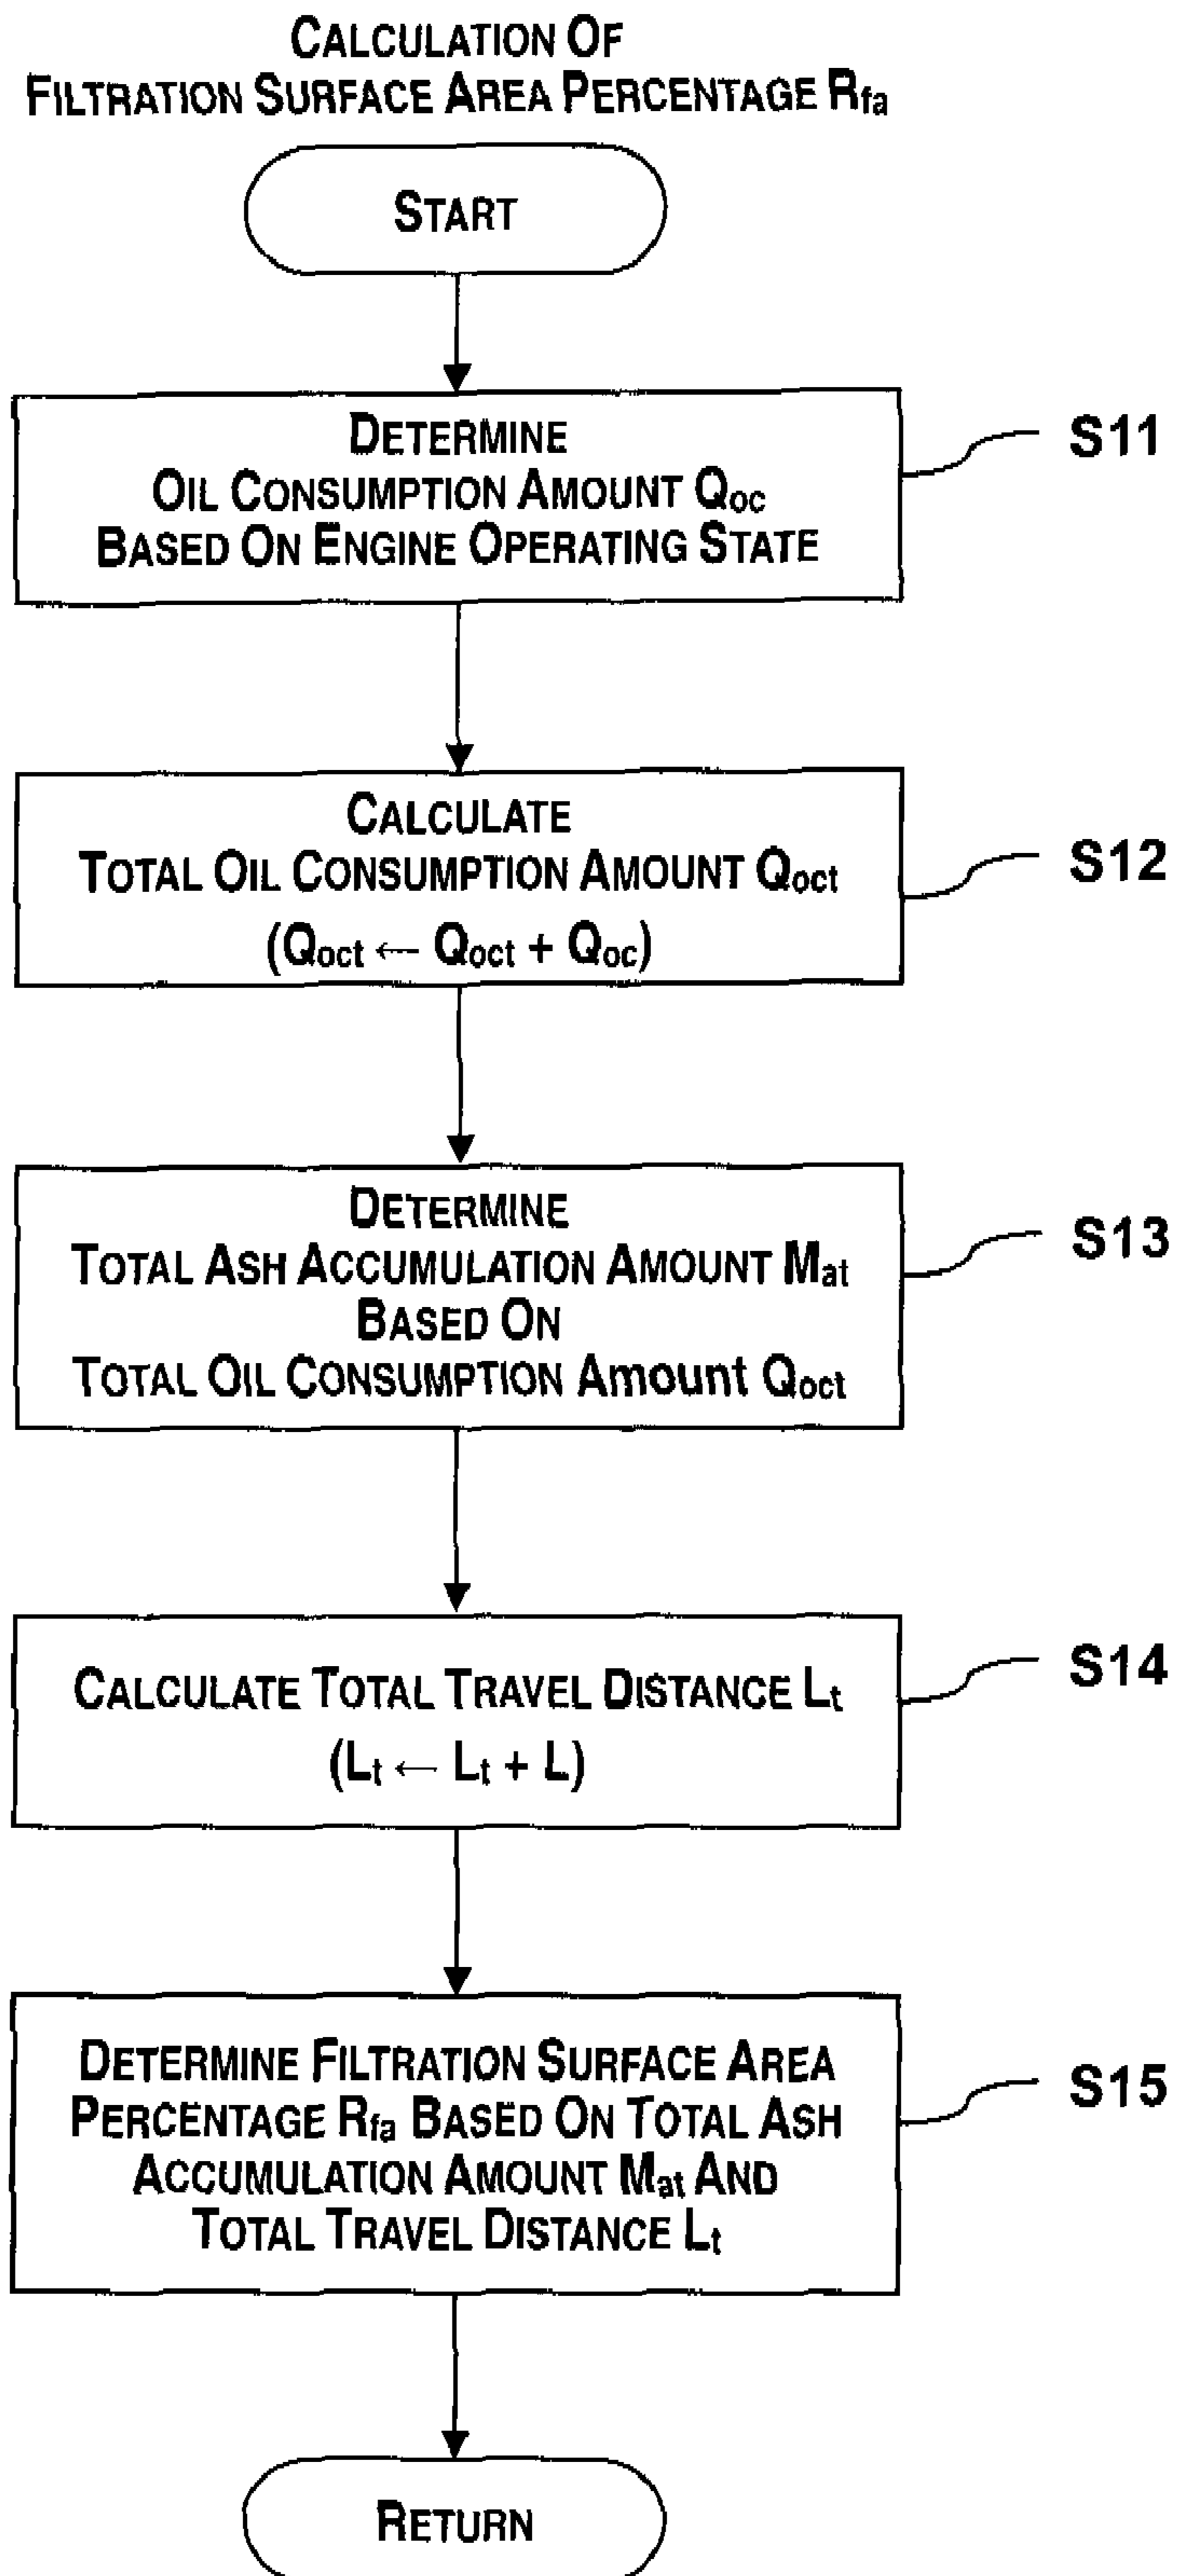 CALCULATION OF
FILTRATION SURFACE AREA PERCENTAGE Rfa
START
DETERMINE
OIL CONSUMPTION AMOUNT Qoc
BASED ON ENGINE OPERATING STATE
S11
CALCULATE
TOTAL OIL CONSUMPTION AMOUNT Qoct
(Qoct ← Qoct + Qoc)
S12
DETERMINE
TOTAL ASH ACCUMULATION AMOUNT Mat
BASED ON
TOTAL OIL CONSUMPTION Amount Qoct
S13
CALCULATE TOTAL TRAVEL DISTANCE Lt
(Lt ← Lt + L)
S14
DETERMINE FILTRATION SURFACE AREA
PERCENTAGE Rfa BASED ON TOTAL ASH
ACCUMULATION AMOUNT Mat AND
TOTAL TRAVEL DISTANCE Lt
S15
RETURN